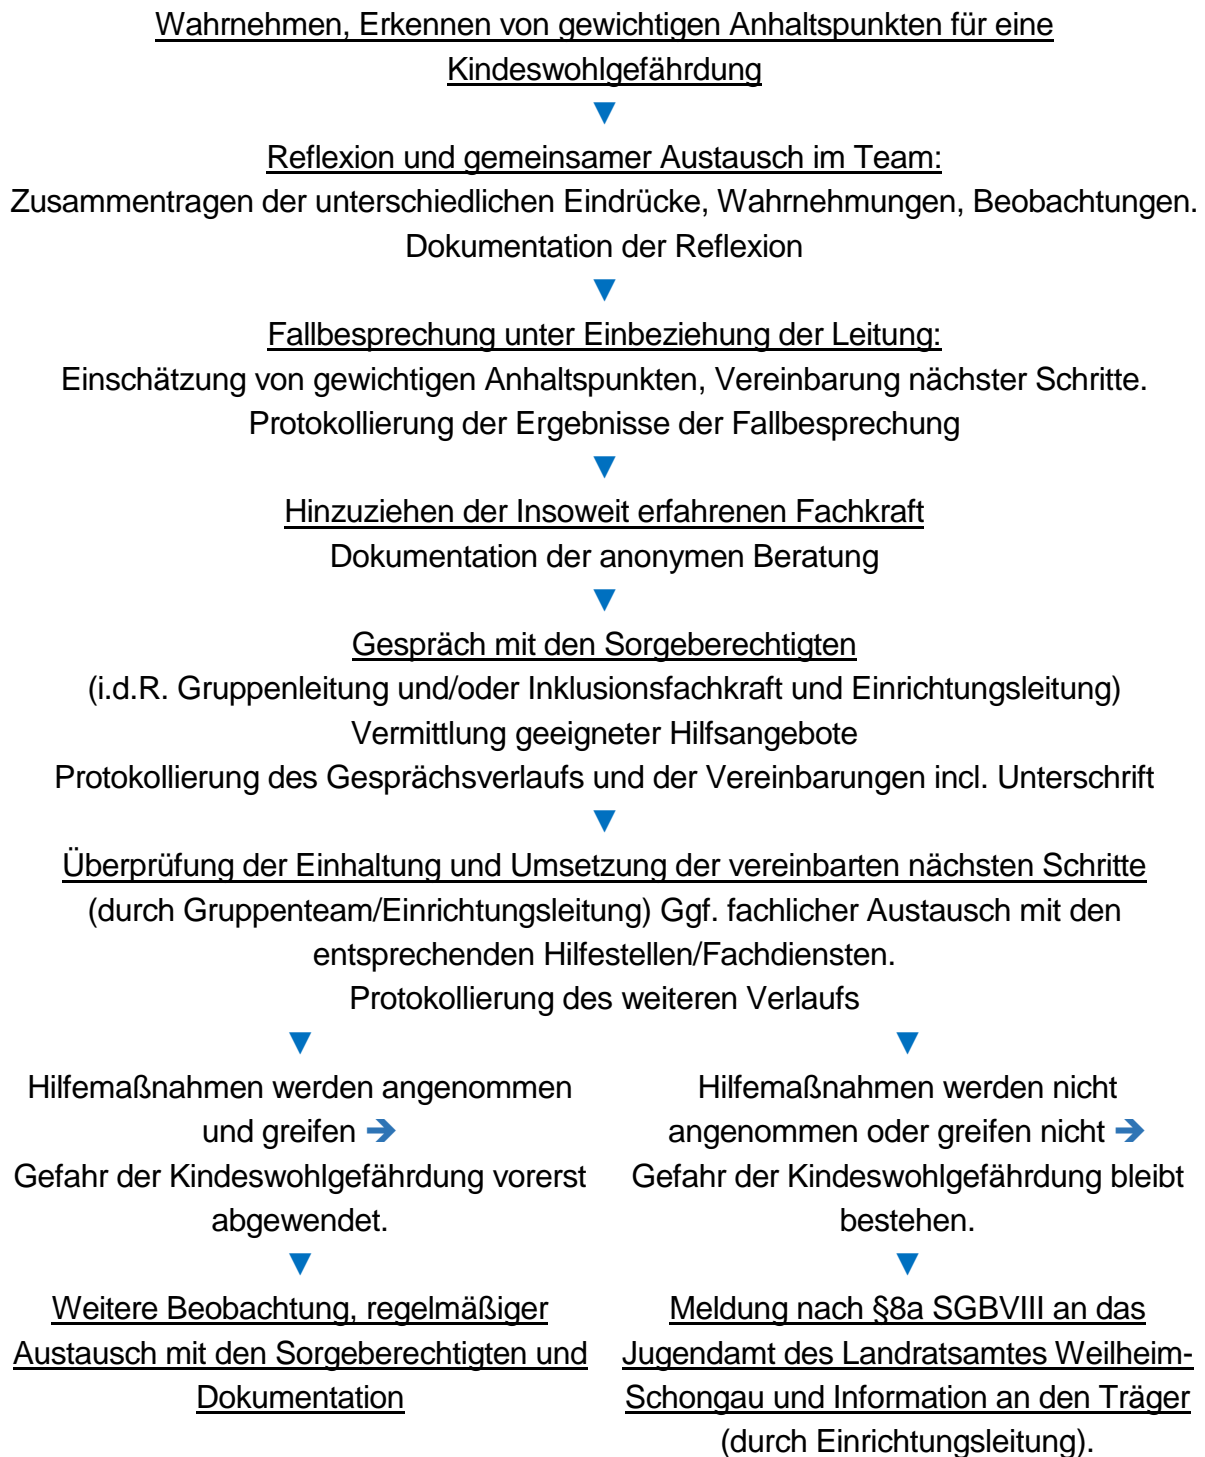 Wahrnehmen, Erkennen von gewichtigen Anhaltspunkten für eine
Kindeswohlgefährdung
▼
Reflexion und gemeinsamer Austausch im Team:
Zusammentragen der unterschiedlichen Eindrücke, Wahrnehmungen, Beobachtungen.
Dokumentation der Reflexion
▼
Fallbesprechung unter Einbeziehung der Leitung:
Einschätzung von gewichtigen Anhaltspunkten, Vereinbarung nächster Schritte.
Protokollierung der Ergebnisse der Fallbesprechung
▼
Hinzuziehen der Insoweit erfahrenen Fachkraft
Dokumentation der anonymen Beratung
▼
Gespräch mit den Sorgeberechtigten
(i.d.R. Gruppenleitung und/oder Inklusionsfachkraft und Einrichtungsleitung)
Vermittlung geeigneter Hilfsangebote
Protokollierung des Gesprächsverlaufs und der Vereinbarungen incl. Unterschrift
▼
Überprüfung der Einhaltung und Umsetzung der vereinbarten nächsten Schritte
(durch Gruppenteam/Einrichtungsleitung) Ggf. fachlicher Austausch mit den
entsprechenden Hilfestellen/Fachdiensten.
Protokollierung des weiteren Verlaufs
▼
Hilfemaßnahmen werden angenommen
und greifen ➔
Gefahr der Kindeswohlgefährdung vorerst
abgewendet.
▼
Weitere Beobachtung, regelmäßiger
Austausch mit den Sorgeberechtigten und
Dokumentation
▼
Hilfemaßnahmen werden nicht
angenommen oder greifen nicht ➔
Gefahr der Kindeswohlgefährdung bleibt
bestehen.
▼
Meldung nach §8a SGBVIII an das
Jugendamt des Landratsamtes Weilheim-
Schongau und Information an den Träger
(durch Einrichtungsleitung).